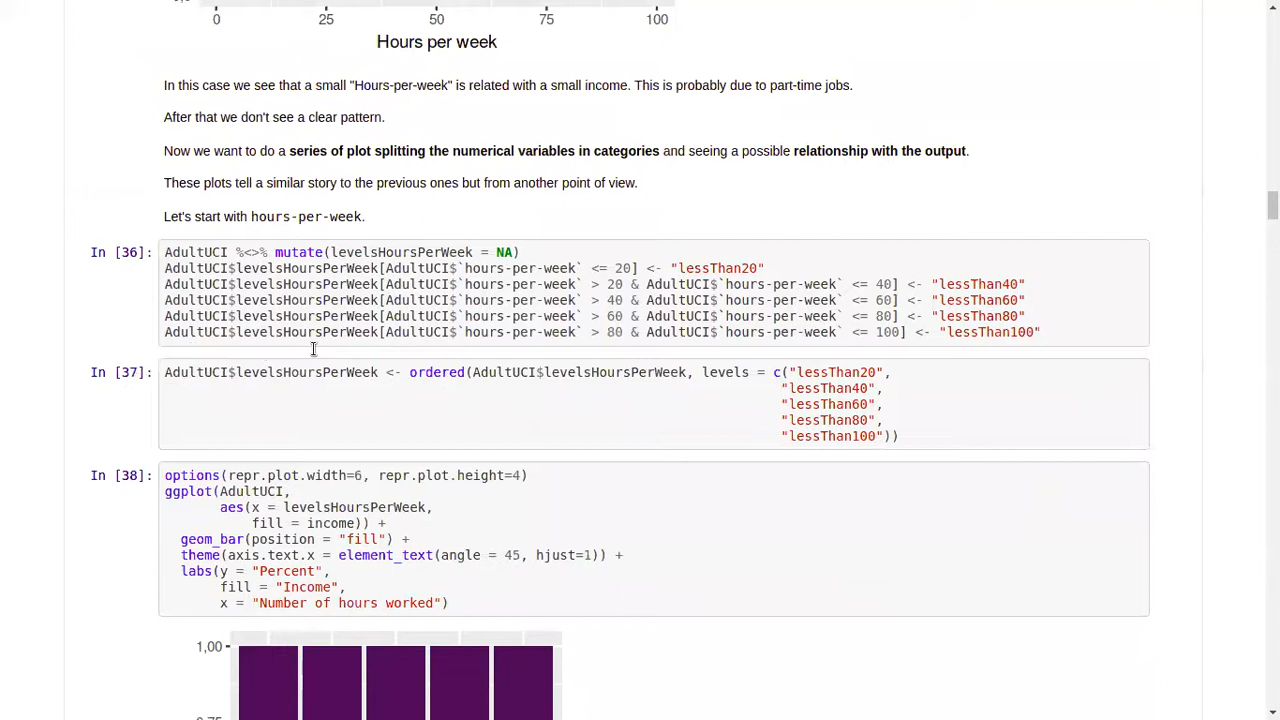 0 25 50 75 100
Hours per week
In this case we see that a small "Hours-per-week" is related with a small income. This is probably due to part-time jobs.
After that we don't see a clear pattern.
Now we want to do a series of plot splitting the numerical variables in categories and seeing a possible relationship with the output.
These plots tell a similar story to the previous ones but from another point of view.
Let's start with hours-per-week.
In [36]: AdultUCI %<>% mutate(levelsHoursPerWeek = NA)
AdultUCI$levelsHoursPerWeek[AdultUCI$`hours-per-week` <= 20] <- "lessThan20"
AdultUCI$levelsHoursPerWeek[AdultUCI$`hours-per-week` > 20 & AdultUCI$`hours-per-week` <= 40] <- "lessThan40"
AdultUCI$levelsHoursPerWeek[AdultUCI$`hours-per-week` > 40 & AdultUCI$`hours-per-week` <= 60] <- "lessThan60"
AdultUCI$levelsHoursPerWeek[AdultUCI$`hours-per-week` > 60 & AdultUCI$`hours-per-week` <= 80] <- "lessThan80"
AdultUCI$levelsHoursPerWeek[AdultUCI$`hours-per-week` > 80 & AdultUCI$`hours-per-week` <= 100] <- "lessThan100"
In [37]: AdultUCI$levelsHoursPerWeek <- ordered(AdultUCI$levelsHoursPerWeek, levels = c("lessThan20",
"lessThan40",
"lessThan60",
"lessThan80",
"lessThan100"))
In [38]: options(repr.plot.width=6, repr.plot.height=4)
ggplot(AdultUCI,
aes(x = levelsHoursPerWeek,
fill = income)) +
geom_bar(position = "fill") +
theme(axis.text.x = element_text(angle = 45, hjust=1)) +
labs(y = "Percent",
fill = "Income",
x = "Number of hours worked")
1,00